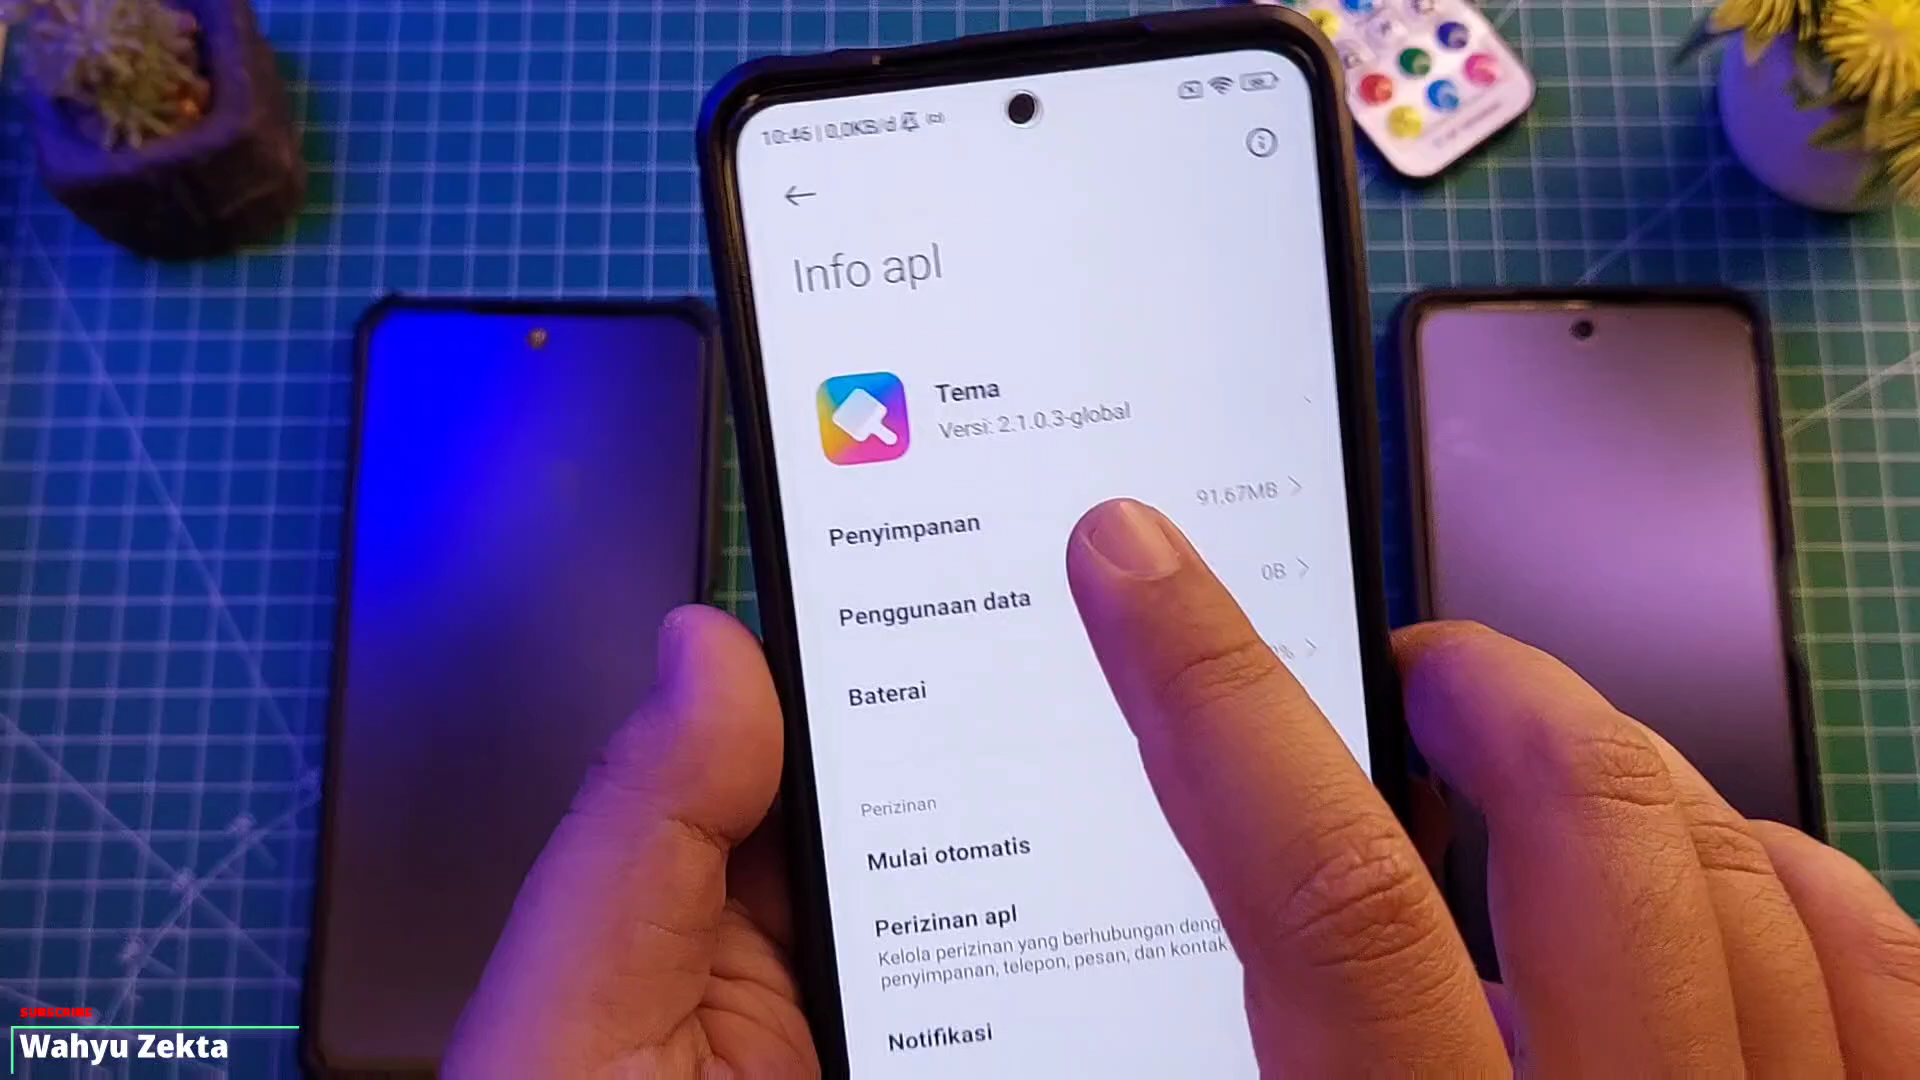 10:46 | 0,0KB/d
Info apl
Tema
Versi: 2.1.0.3-global
Penyimpanan
91,67MB
Penggunaan data
0B
Baterai
Perizinan
Mulai otomatis
Perizinan apl
Kelola perizinan yang berhubungan
penyimpanan, telepon, pesan, dan kontak
Notifikasi
SUBSCRIBE
Wahyu Zekta